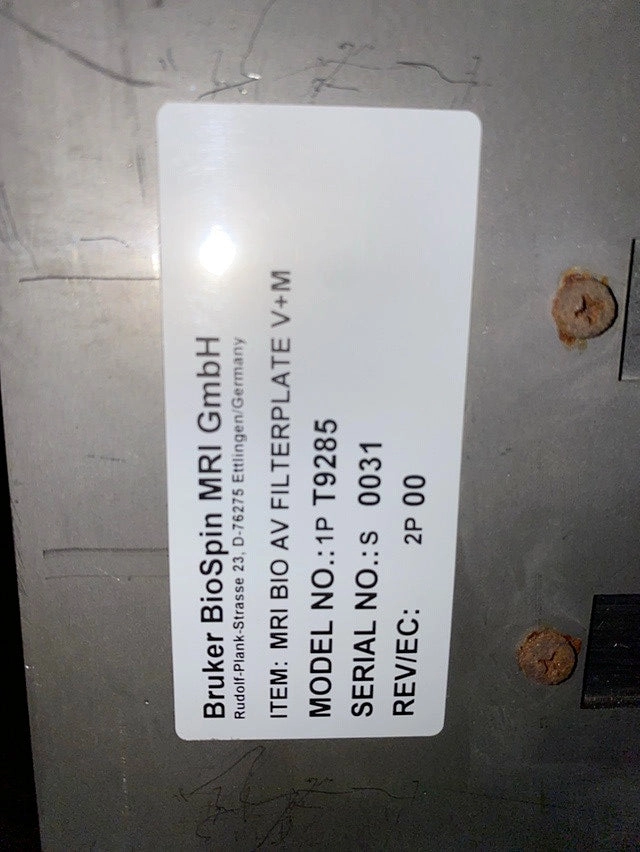 Bruker BioSpin MRI GmbH
Rudolf-Plank-Strasse 23, D-76275 Ettlingen/Germany
ITEM: MRI BIO AV FILTERPLATE V+M
MODEL NO.: 1P T9285
SERIAL NO.: S 0031
REV/EC: 2P 00